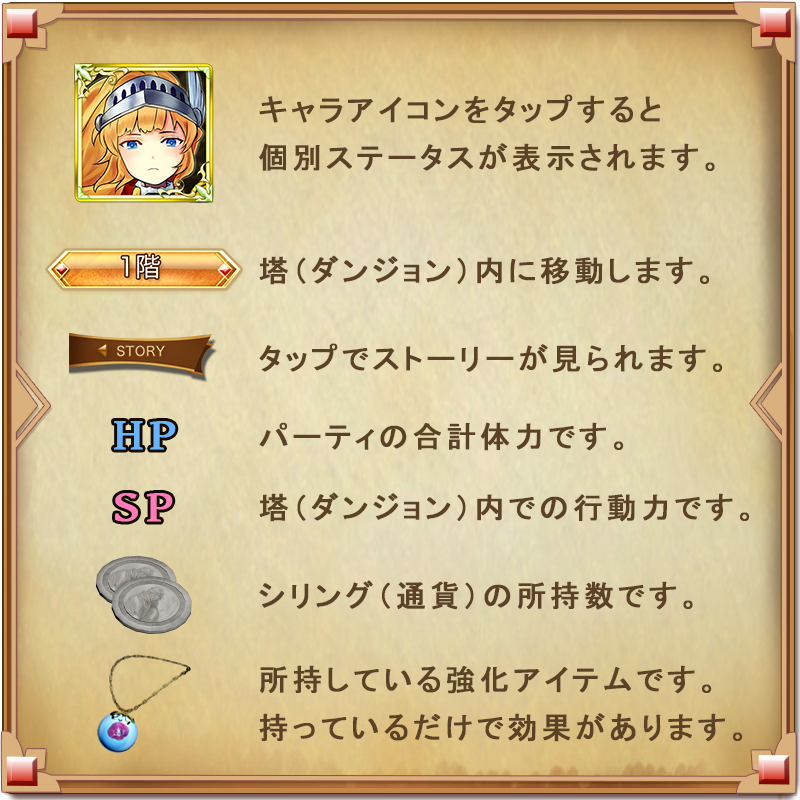 キャラアイコンをタップすると
個別ステータスが表示されます。
1階
塔(ダンジョン)内に移動します。
STORY
タップでストーリーが見られます。
HP
パーティの合計体力です。
SP
塔(ダンジョン)内での行動力です。
シリング(通貨)の所持数です。
所持している強化アイテムです。
持っているだけで効果があります。